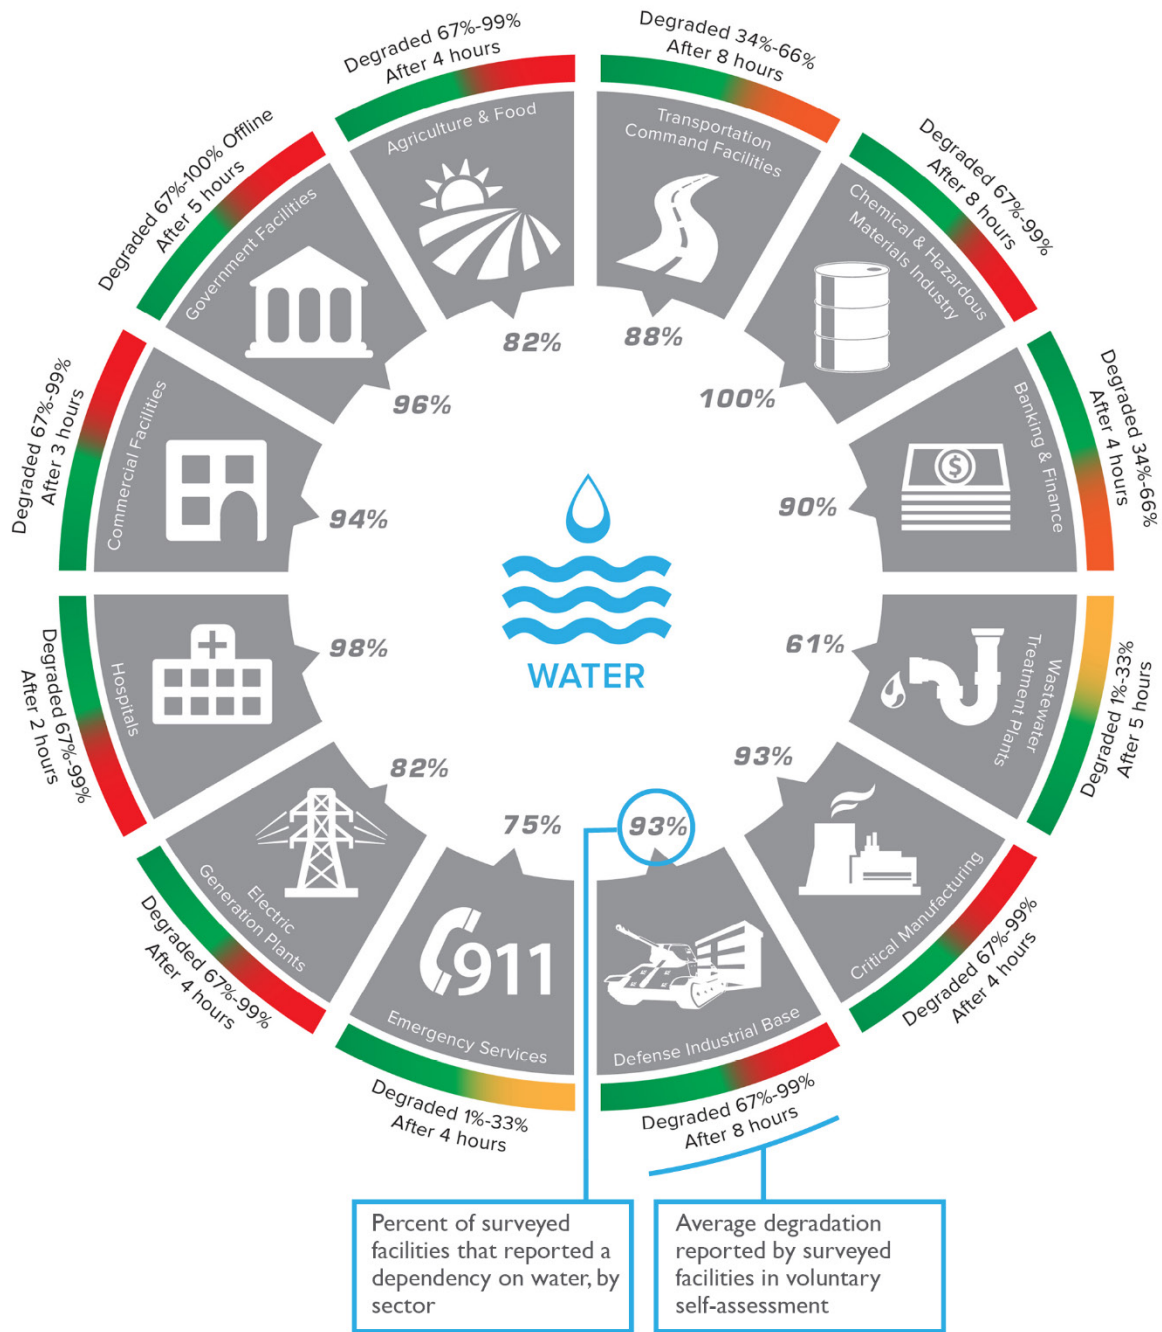 Degraded 34%-66%
After 8 hours
Transportation
Command Facilities
88%
Degraded 67%-99%
After 8 hours
Chemical & Hazardous
Materials Industry
100%
Degraded 34%-66%
After 4 hours
Banking & Finance
$
90%
Degraded 1%-33%
After 5 hours
Wastewater
Treatment Plants
61%
Degraded 67%-99%
After 4 hours
Critical Manufacturing
93%
Degraded 67%-99%
After 8 hours
Defense Industrial Base
93%
Degraded 1%-33%
After 4 hours
Emergency Services
911
75%
Degraded 67%-99%
After 4 hours
Electric
Generation Plants
82%
Degraded 67%-99%
After 2 hours
Hospitals
98%
Degraded 67%-99%
After 3 hours
Commercial Facilities
94%
Degraded 67%-100% Offline
After 5 hours
Government Facilities
96%
Degraded 67%-99%
After 4 hours
Agriculture & Food
82%
WATER
Percent of surveyed
facilities that reported a
dependency on water, by
sector
Average degradation
reported by surveyed
facilities in voluntary
self-assessment